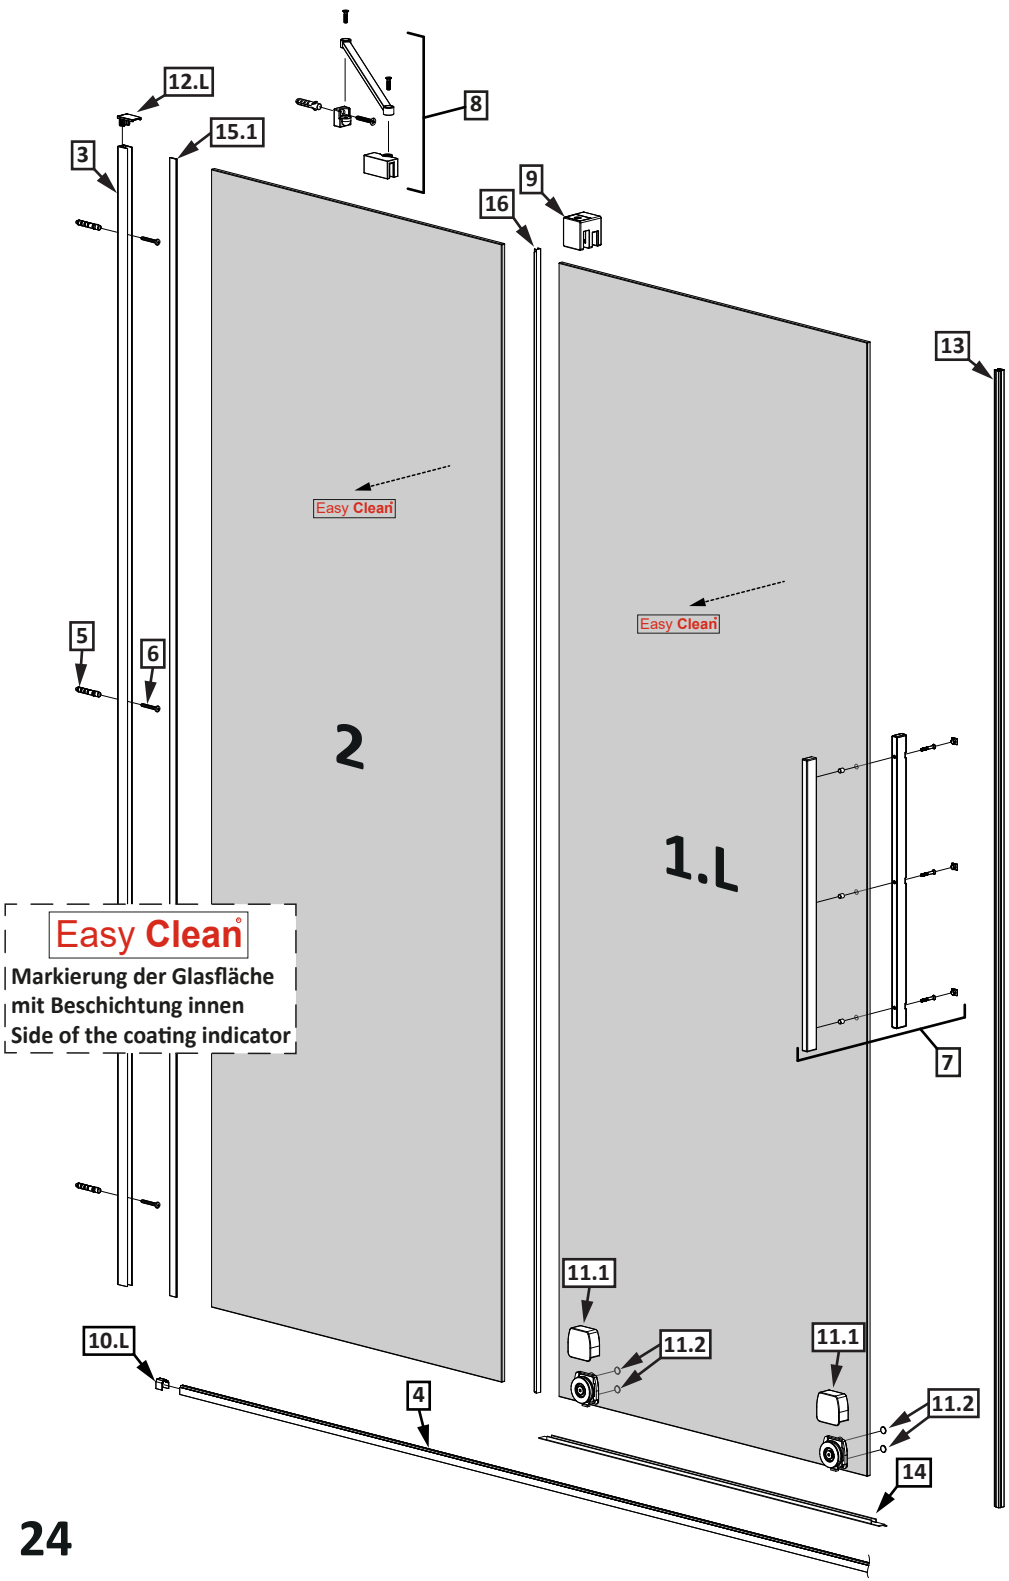 12.L
8
15.1
3
9
16
13
Easy Clean
Easy Clean
5
6
2
1.L
Easy Clean®
Markierung der Glasfläche
mit Beschichtung innen
Side of the coating indicator
7
11.1
11.2
11.1
10.L
4
11.2
14
24